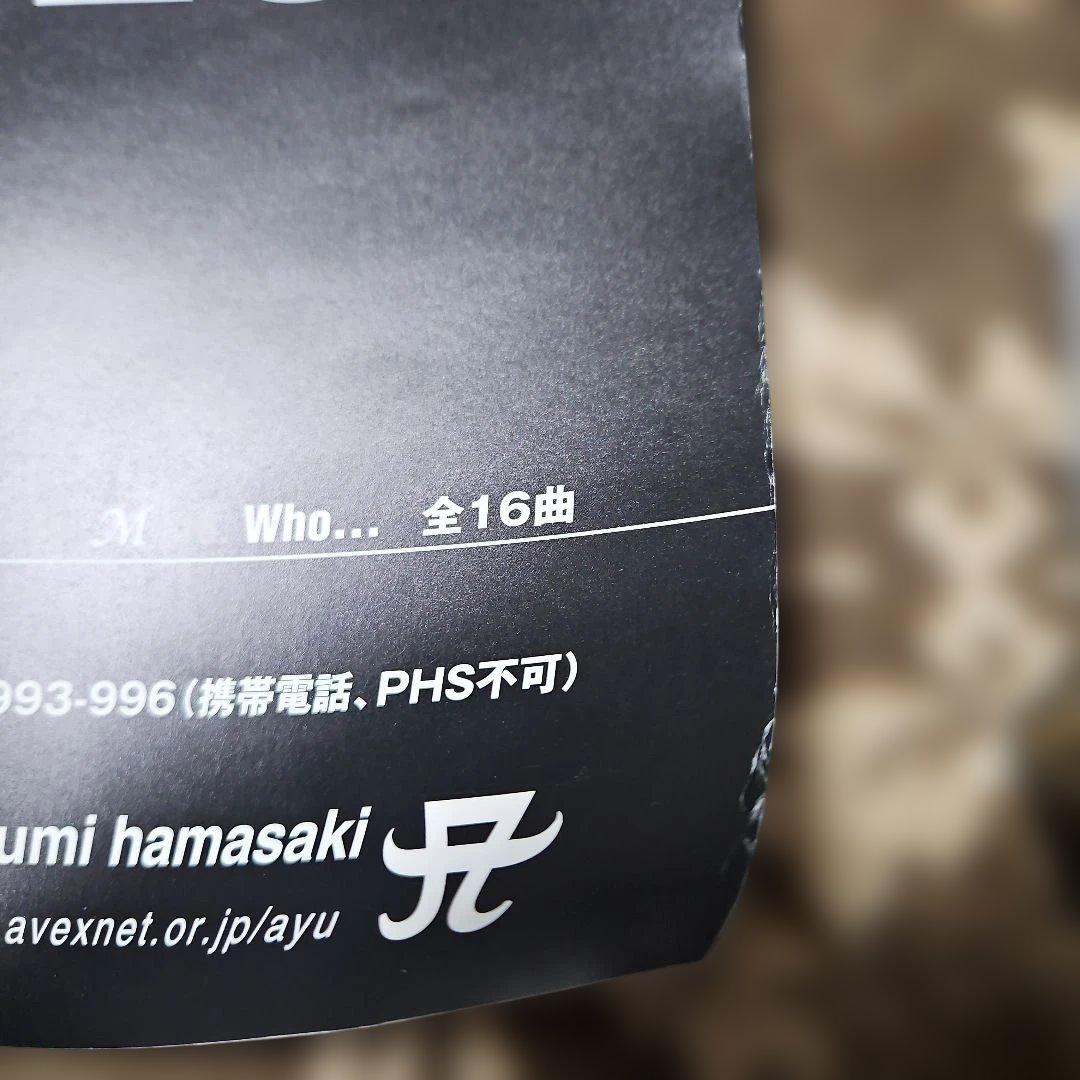 M Who... 全16曲
993-996(携帯電話、PHS不可)
umi hamasaki
.avexnet.or.jp/ayu